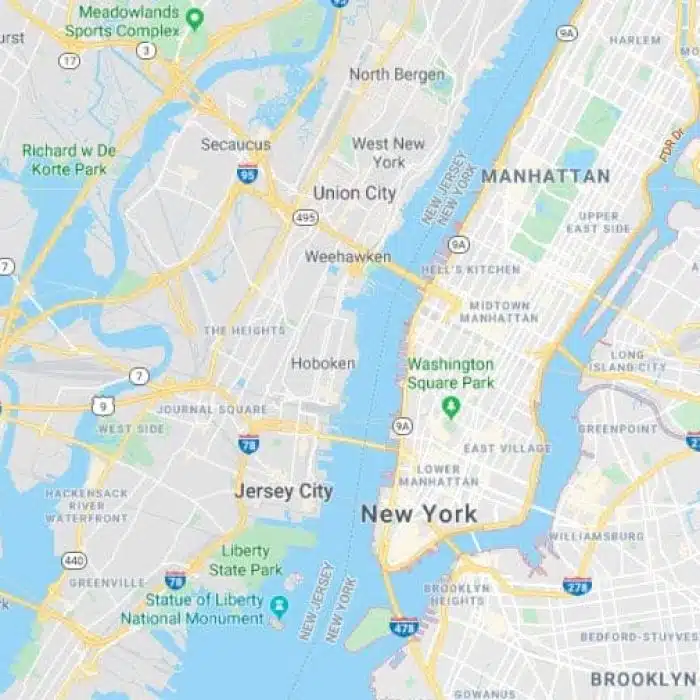 Meadowlands
Sports Complex
3
17
9A
HARLEM
North Bergen
Secaucus
West New
York
Richard w De
Korte Park
95
FDR Dr
MANHATTAN
Union City
NEW JERSEY
NEW YORK
495
UPPER
EAST SIDE
9A
Weehawken
7
HELL'S KITCHEN
MIDTOWN
MANHATTAN
THE HEIGHTS
Hoboken
Washington
Square Park
LONG
ISLAND CITY
7
9
JOURNAL SQUARE
WEST SIDE
9A
GREENPOINT
78
EAST VILLAGE
LOWER
MANHATTAN
Jersey City
HACKENSACK
RIVER
WATERFRONT
New York
WILLIAMSBURG
440
Liberty
State Park
GREENVILLE
78
NEW JERSEY
NEW YORK
Statue of Liberty
National Monument
BROOKLYN
HEIGHTS
278
478
BEDFORD-STUYVES
BROOKLYN
GOWANUS